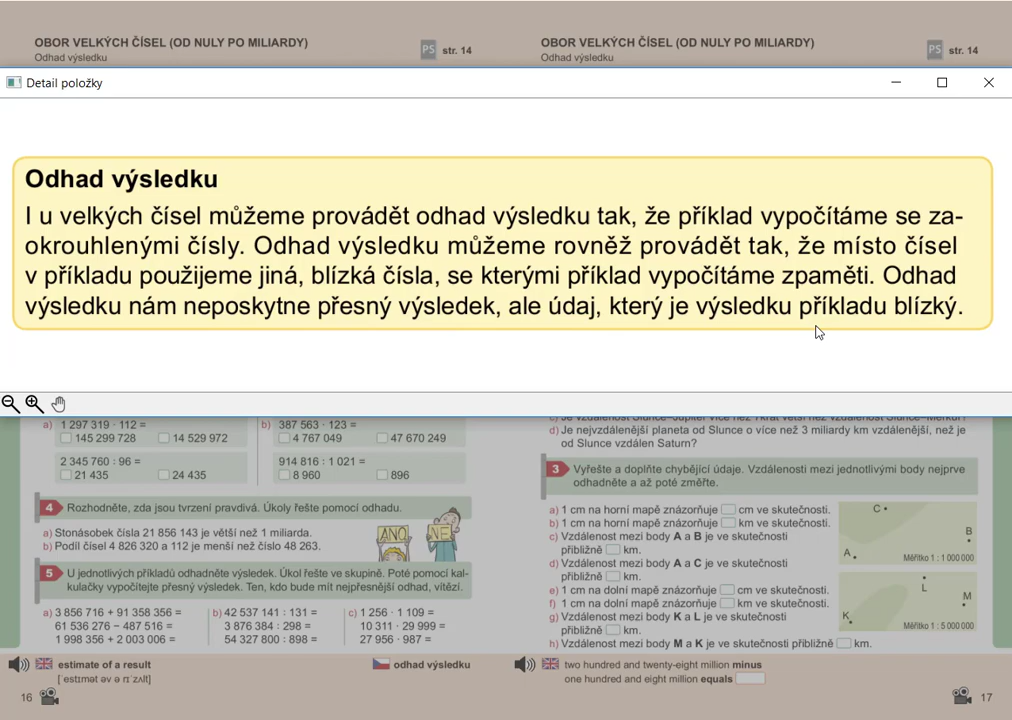 OBOR VELKÝCH ČÍSEL (OD NULY PO MILIARDY)
Odhad výsledku
PS str. 14
OBOR VELKÝCH ČÍSEL (OD NULY PO MILIARDY)
Odhad výsledku
PS str. 14
Detail položky
Odhad výsledku
I u velkých čísel můžeme provádět odhad výsledku tak, že příklad vypočítáme se za-
okrouhlenými čísly. Odhad výsledku můžeme rovněž provádět tak, že místo čísel
v příkladu použijeme jiná, blízká čísla, se kterými příklad vypočítáme zpaměti. Odhad
výsledku nám neposkytne přesný výsledek, ale údaj, který je výsledku příkladu blízký.
a) 1 297 319 · 112 =
145 299 728 14 529 972
2 345 760 : 96 =
21 435 24 435
b) 387 563 · 123 =
4 767 049 47 670 249
914 816 : 1 021 =
8 960 896
4 Rozhodněte, zda jsou tvrzení pravdivá. Úkoly řešte pomocí odhadu.
a) Stonásobek čísla 21 856 143 je větší než 1 miliarda.
b) Podíl čísel 4 826 320 a 112 je menší než číslo 48 263.
ANO
NE
5 U jednotlivých příkladů odhadněte výsledek. Úkol řešte ve skupině. Poté pomocí kal-
kulačky vypočítejte přesný výsledek. Ten, kdo bude mít nejpřesnější odhad, vítězí.
a) 3 856 716 + 91 358 356 =
61 536 276 − 487 516 =
1 998 356 + 2 003 006 =
b) 42 537 141 : 131 =
3 876 384 : 298 =
54 327 800 : 898 =
c) 1 256 · 1 109 =
10 311 · 29 999 =
27 956 · 987 =
estimate of a result
odhad výsledku
[ˈestɪmət əv ə rɪˈzʌlt]
16
c) Je vzdálenost Slunce–Jupiter více než 7krát větší než vzdálenost Slunce–Merkur?
d) Je nejvzdálenější planeta od Slunce o více než 3 miliardy km vzdálenější, než je
od Slunce vzdálen Saturn?
3 Vyřešte a doplňte chybějící údaje. Vzdálenosti mezi jednotlivými body nejprve
odhadněte a až poté změřte.
a) 1 cm na horní mapě znázorňuje cm ve skutečnosti.
b) 1 cm na horní mapě znázorňuje km ve skutečnosti.
c) Vzdálenost mezi body A a B je ve skutečnosti
přibližně km.
d) Vzdálenost mezi body A a C je ve skutečnosti
přibližně km.
e) 1 cm na dolní mapě znázorňuje cm ve skutečnosti.
f) 1 cm na dolní mapě znázorňuje km ve skutečnosti.
g) Vzdálenost mezi body K a L je ve skutečnosti
přibližně km.
h) Vzdálenost mezi body M a K je ve skutečnosti přibližně km.
C
B
A
Měřítko 1 : 1 000 000
L
M
K
Měřítko 1 : 5 000 000
two hundred and twenty-eight million minus
one hundred and eight million equals
17